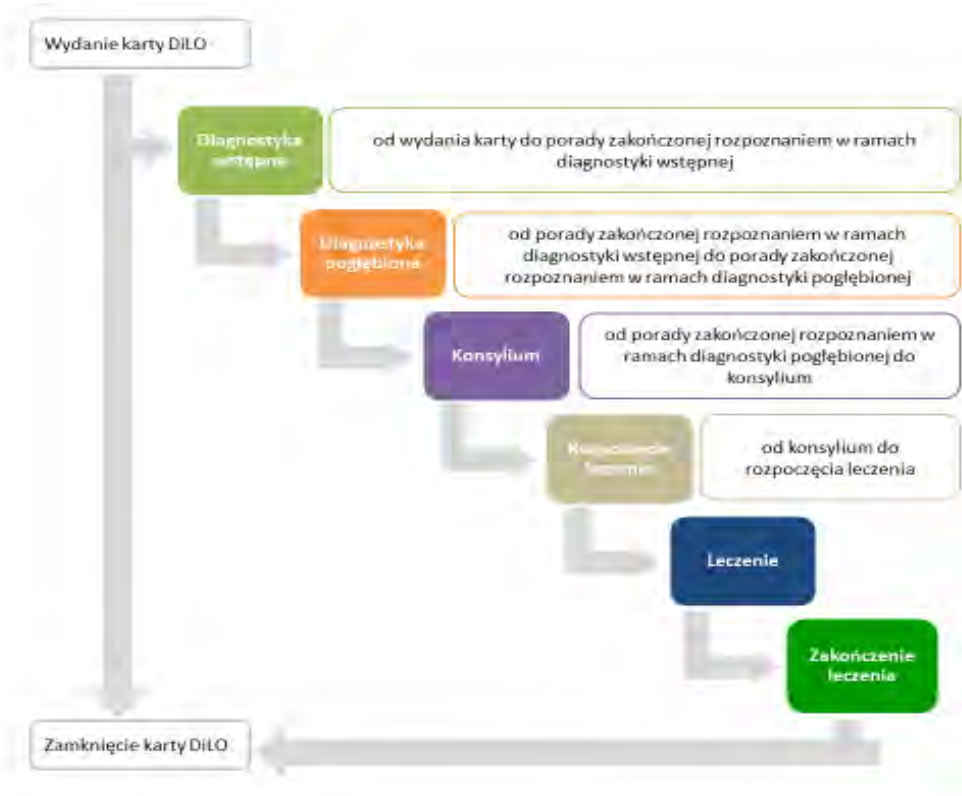 Wydanie karty DiLO
Diagnostyka
wstępna
od wydania karty do porady zakończonej rozpoznaniem w ramach
diagnostyki wstępnej
Diagnostyka
pogłębiona
od porady zakończonej rozpoznaniem w ramach
diagnostyki wstępnej do porady zakończonej
rozpoznaniem w ramach diagnostyki pogłębionej
Konsylium
od porady zakończonej rozpoznaniem w
ramach diagnostyki pogłębionej do
konsylium
Rozpoczęcie
leczenia
od konsylium do
rozpoczęcia leczenia
Leczenie
Zakończenie
leczenia
Zamknięcie karty DiLO